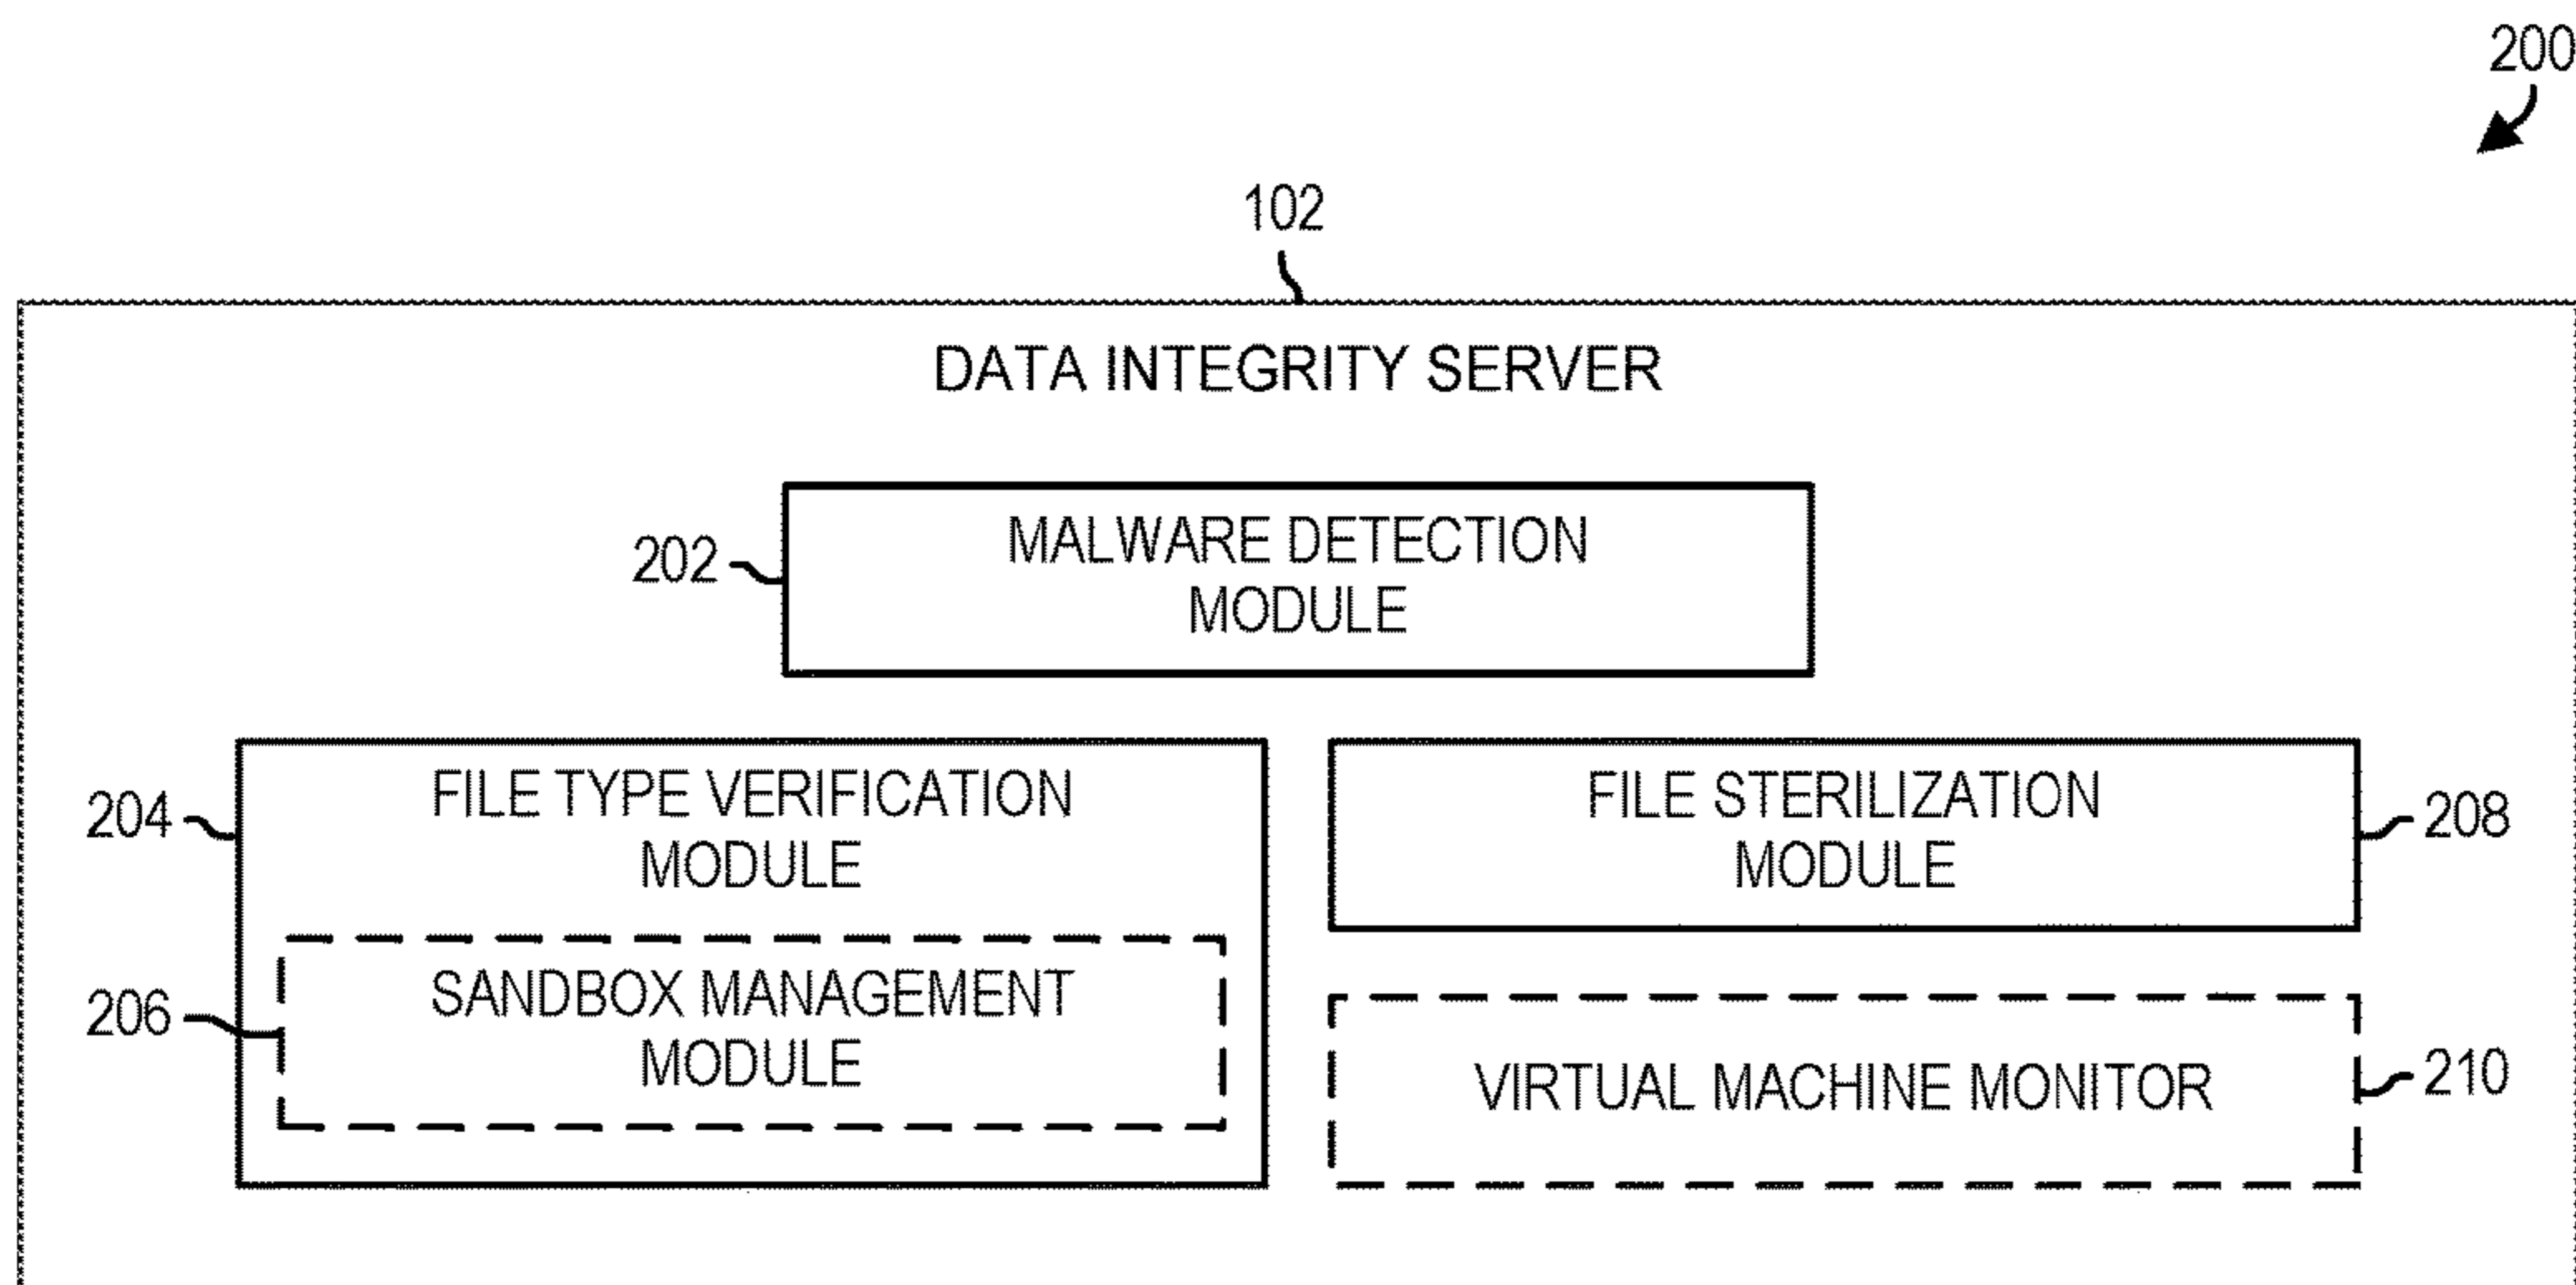 200
102
DATA INTEGRITY SERVER
202
MALWARE DETECTION
MODULE
204
FILE TYPE VERIFICATION
MODULE
206
SANDBOX MANAGEMENT
MODULE
FILE STERILIZATION
MODULE
208
VIRTUAL MACHINE MONITOR
210